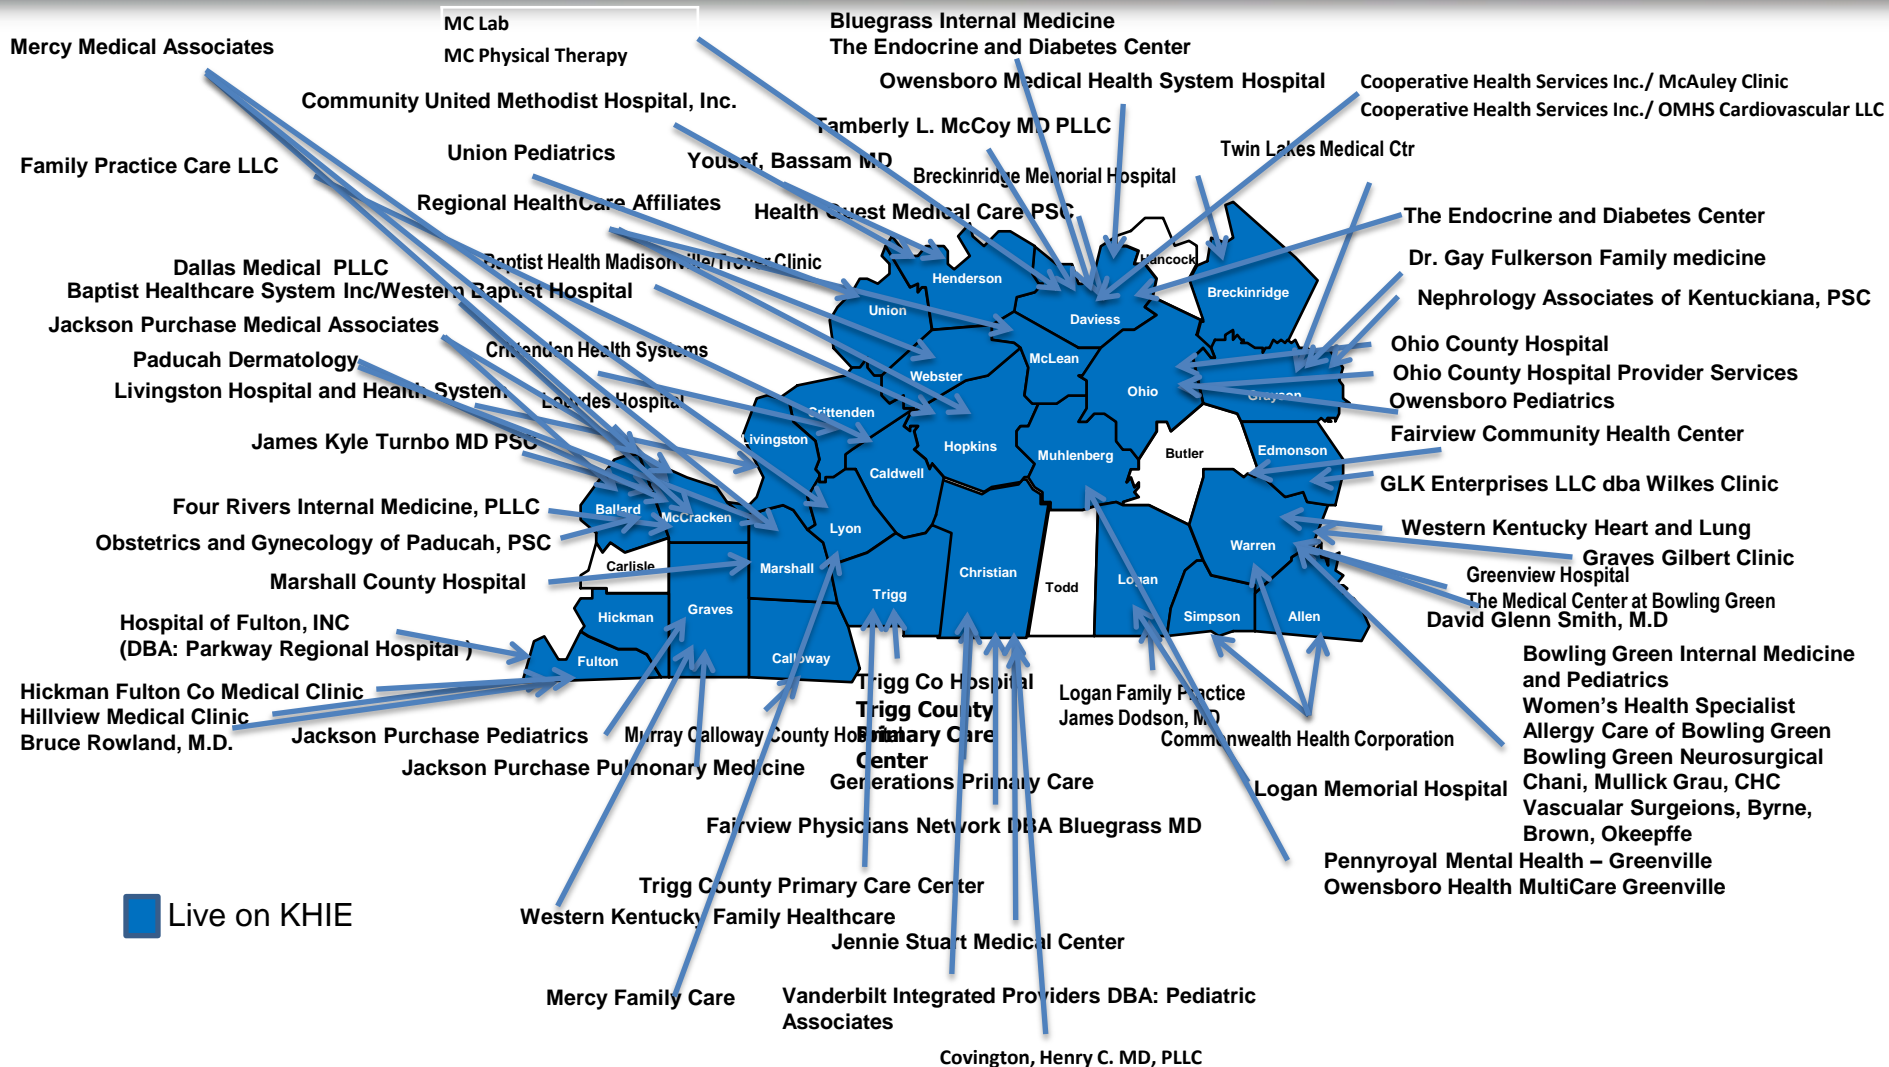 MC Lab
MC Physical Therapy
Bluegrass Internal Medicine
The Endocrine and Diabetes Center
Mercy Medical Associates
Owensboro Medical Health System Hospital
Cooperative Health Services Inc./ McAuley Clinic
Cooperative Health Services Inc./ OMHS Cardiovascular LLC
Community United Methodist Hospital, Inc.
Tamberly L. McCoy MD PLLC
Twin Lakes Medical Ctr
Union Pediatrics
Yousef, Bassam MD
Family Practice Care LLC
Breckinridge Memorial Hospital
Regional HealthCare Affiliates
Health Quest Medical Care PSC
The Endocrine and Diabetes Center
Baptist Health Madisonville/Trover Clinic
Dallas Medical PLLC
Dr. Gay Fulkerson Family medicine
Baptist Healthcare System Inc/Western Baptist Hospital
Nephrology Associates of Kentuckiana, PSC
Jackson Purchase Medical Associates
Crittenden Health Systems
Ohio County Hospital
Paducah Dermatology
Ohio County Hospital Provider Services
Livingston Hospital and Health System
Lourdes Hospital
Owensboro Pediatrics
James Kyle Turnbo MD PSC
Fairview Community Health Center
GLK Enterprises LLC dba Wilkes Clinic
Four Rivers Internal Medicine, PLLC
Western Kentucky Heart and Lung
Obstetrics and Gynecology of Paducah, PSC
Graves Gilbert Clinic
Marshall County Hospital
Greenview Hospital
The Medical Center at Bowling Green
David Glenn Smith, M.D
Hospital of Fulton, INC
(DBA: Parkway Regional Hospital )
Hancock
Henderson
Breckinridge
Union
Daviess
McLean
Webster
Ohio
Grayson
Crittenden
Livingston
Hopkins
Muhlenberg
Butler
Edmonson
Caldwell
Ballard
McCracken
Lyon
Warren
Carlisle
Marshall
Christian
Todd
Logan
Trigg
Hickman
Graves
Simpson
Allen
Fulton
Calloway
Hickman Fulton Co Medical Clinic
Hillview Medical Clinic
Bruce Rowland, M.D.
Jackson Purchase Pediatrics
Murray Calloway County Hospital
Jackson Purchase Pulmonary Medicine
Trigg Co Hospital
Trigg County
Primary Care
Center
Generations Primary Care
Logan Family Practice
James Dodson, MD
Commonwealth Health Corporation
Logan Memorial Hospital
Bowling Green Internal Medicine
and Pediatrics
Women’s Health Specialist
Allergy Care of Bowling Green
Bowling Green Neurosurgical
Chani, Mullick Grau, CHC
Vascualar Surgeions, Byrne,
Brown, Okeepffe
Fairview Physicians Network DBA Bluegrass MD
Pennyroyal Mental Health – Greenville
Owensboro Health MultiCare Greenville
Trigg County Primary Care Center
Western Kentucky Family Healthcare
Jennie Stuart Medical Center
Live on KHIE
Mercy Family Care
Vanderbilt Integrated Providers DBA: Pediatric
Associates
Covington, Henry C. MD, PLLC